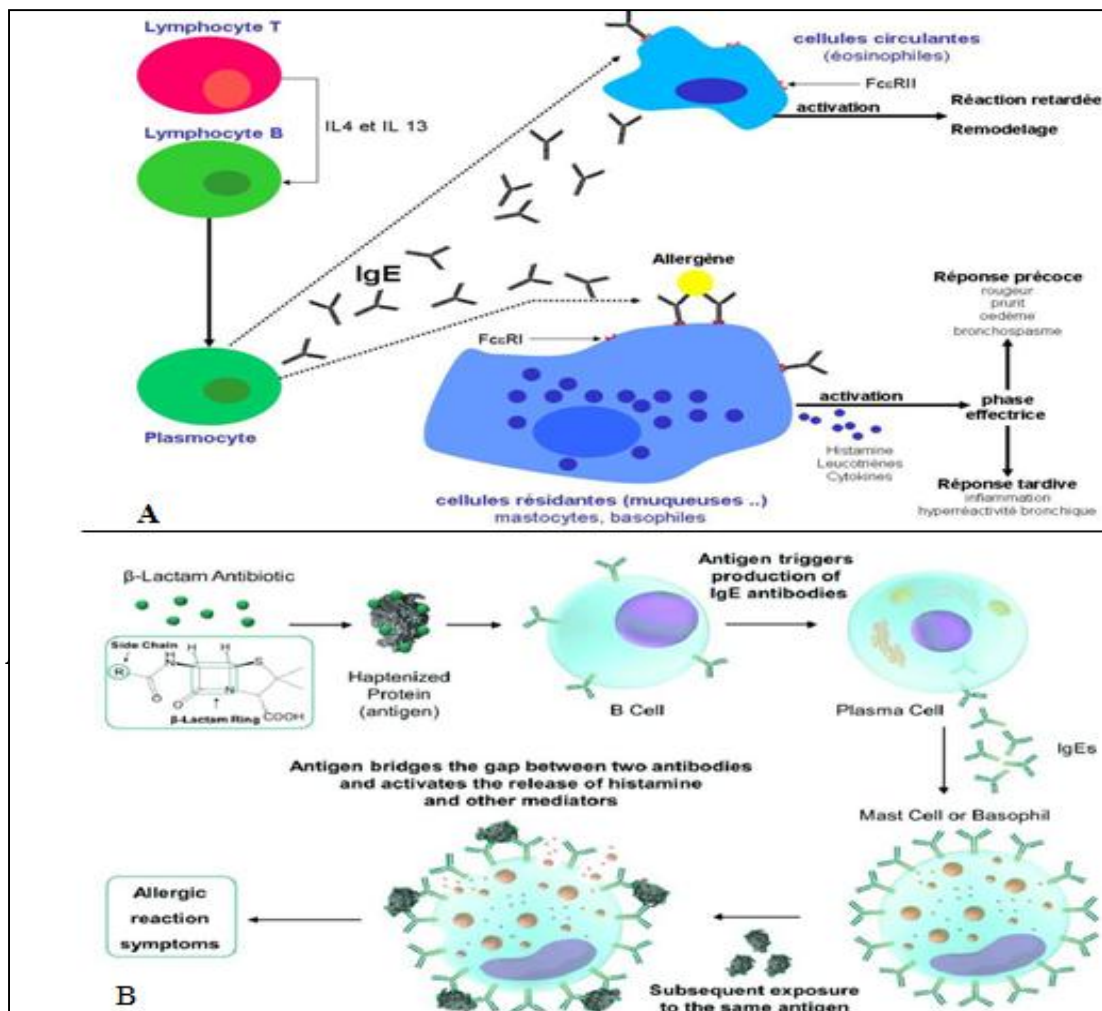 Lymphocyte T
IL4 et IL 13
Lymphocyte B
Plasmocyte
IgE
cellules circulantes
(éosinophiles)
FcεRII
activation
Réaction retardée
Remodelage
Allergène
FcεRI
activation
Histamine
Leucotriènes
Cytokines
Réponse précoce
rougeur
prurit
oedème
bronchospasme
phase
effectrice
Réponse tardive
inflammation
hyperréactivité bronchique
cellules résidantes (muqueuses ..)
mastocytes, basophiles
A
β-Lactam Antibiotic
Side Chain
R
H
N
H
H
S
O
O
N
COOH
β-Lactam Ring
Haptenized
Protein
(antigen)
B Cell
Antigen triggers
production of
IgE antibodies
Plasma Cell
IgEs
Mast Cell or Basophil
Antigen bridges the gap between two antibodies
and activates the release of histamine
and other mediators
Allergic
reaction
symptoms
Subsequent exposure
to the same antigen
B